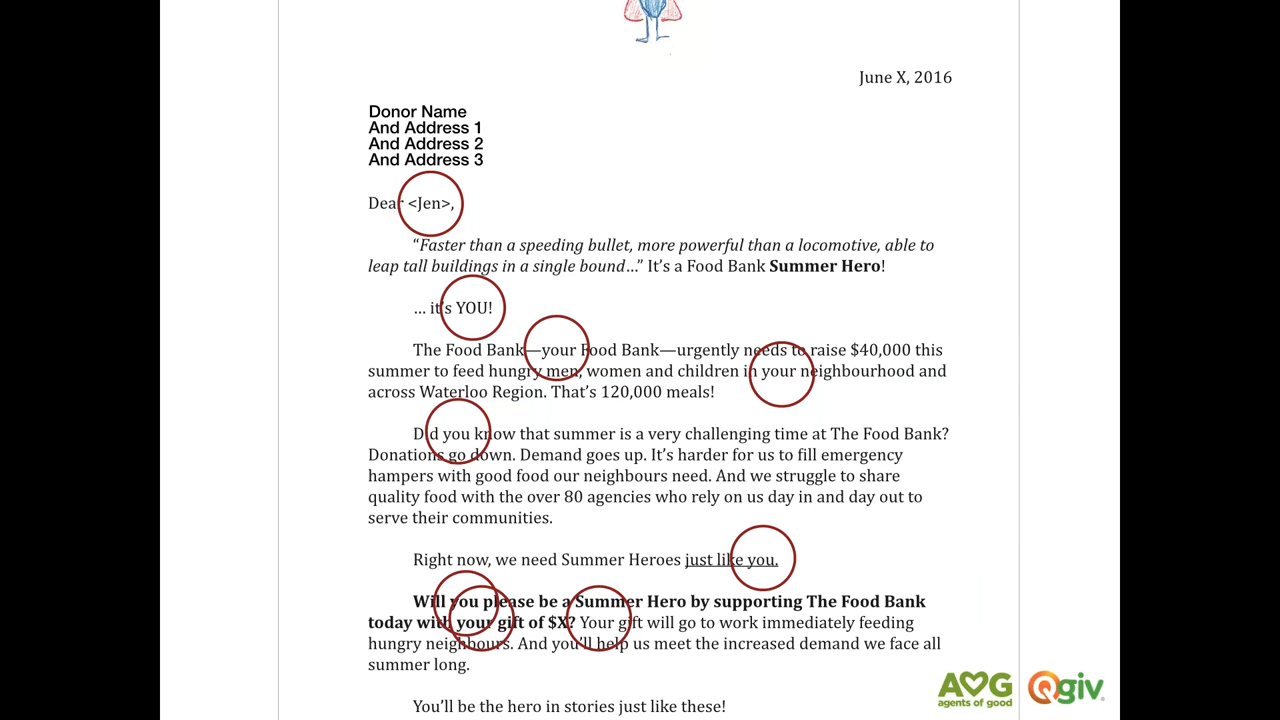 June X, 2016
Donor Name
And Address 1
And Address 2
And Address 3
Dear <Jen>,
“Faster than a speeding bullet, more powerful than a locomotive, able to
leap tall buildings in a single bound…” It’s a Food Bank Summer Hero!
… it’s YOU!
The Food Bank—your Food Bank—urgently needs to raise $40,000 this
summer to feed hungry men, women and children in your neighbourhood and
across Waterloo Region. That’s 120,000 meals!
Did you know that summer is a very challenging time at The Food Bank?
Donations go down. Demand goes up. It’s harder for us to fill emergency
hampers with good food our neighbours need. And we struggle to share
quality food with the over 80 agencies who rely on us day in and day out to
serve their communities.
Right now, we need Summer Heroes just like you.
Will you please be a Summer Hero by supporting The Food Bank
today with your gift of $X? Your gift will go to work immediately feeding
hungry neighbours. And you’ll help us meet the increased demand we face all
summer long.
You’ll be the hero in stories just like these!
AG
agents of good
Qgiv